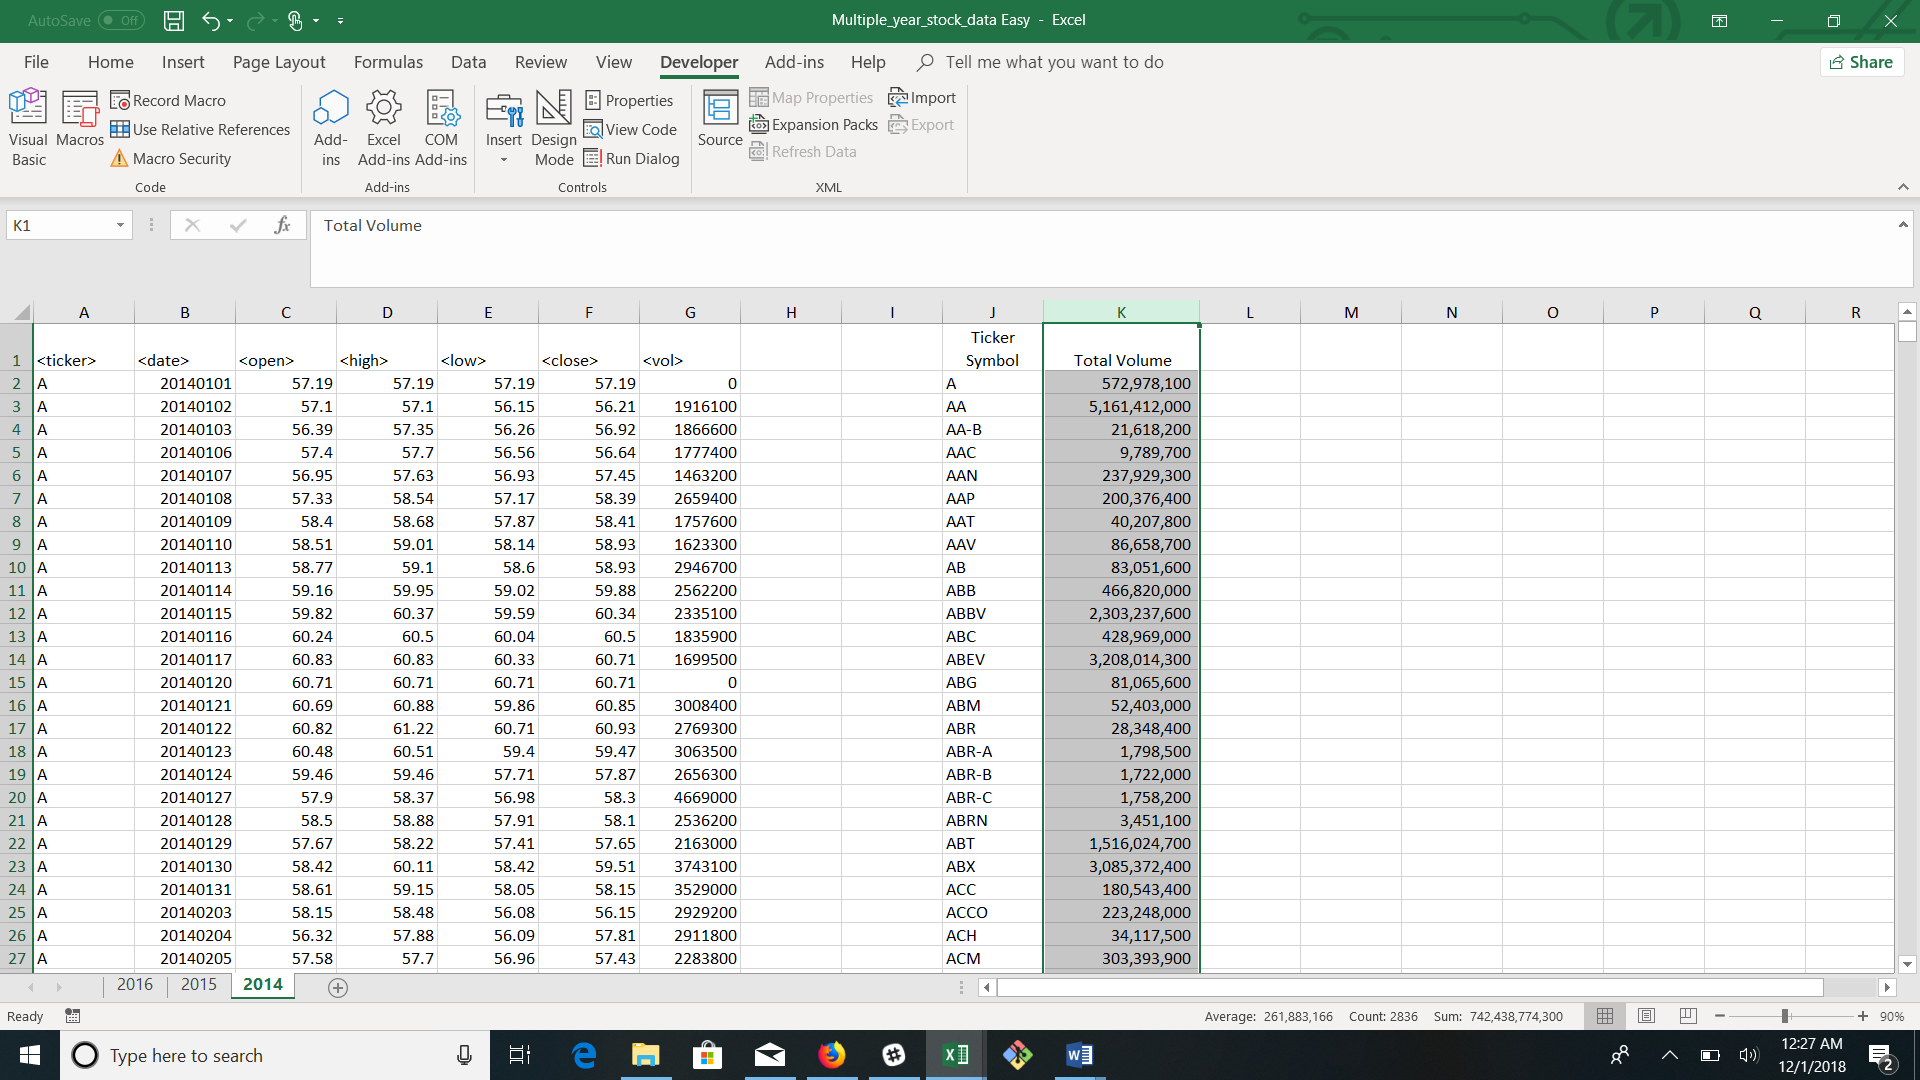 AutoSave Off
Multiple_year_stock_data Easy - Excel
File Home Insert Page Layout Formulas Data Review View Developer Add-ins Help Tell me what you want to do Share
Visual Basic
Macros
Record Macro
Use Relative References
Macro Security
Code
Add-ins
Excel Add-ins
COM Add-ins
Add-ins
Insert
Design Mode
Properties
View Code
Run Dialog
Controls
Source
Map Properties
Expansion Packs
Refresh Data
Import
Export
XML
K1 fx Total Volume
A B C D E F G H I J K L M N O P Q R
1 <ticker> <date> <open> <high> <low> <close> <vol> Ticker Symbol Total Volume
2 A 20140101 57.19 57.19 57.19 57.19 0 A 572,978,100
3 A 20140102 57.1 57.1 56.15 56.21 1916100 AA 5,161,412,000
4 A 20140103 56.39 57.35 56.26 56.92 1866600 AA-B 21,618,200
5 A 20140106 57.4 57.7 56.56 56.64 1777400 AAC 9,789,700
6 A 20140107 56.95 57.63 56.93 57.45 1463200 AAN 237,929,300
7 A 20140108 57.33 58.54 57.17 58.39 2659400 AAP 200,376,400
8 A 20140109 58.4 58.68 57.87 58.41 1757600 AAT 40,207,800
9 A 20140110 58.51 59.01 58.14 58.93 1623300 AAV 86,658,700
10 A 20140113 58.77 59.1 58.6 58.93 2946700 AB 83,051,600
11 A 20140114 59.16 59.95 59.02 59.88 2562200 ABB 466,820,000
12 A 20140115 59.82 60.37 59.59 60.34 2335100 ABBV 2,303,237,600
13 A 20140116 60.24 60.5 60.04 60.5 1835900 ABC 428,969,000
14 A 20140117 60.83 60.83 60.33 60.71 1699500 ABEV 3,208,014,300
15 A 20140120 60.71 60.71 60.71 60.71 0 ABG 81,065,600
16 A 20140121 60.69 60.88 59.86 60.85 3008400 ABM 52,403,000
17 A 20140122 60.82 61.22 60.71 60.93 2769300 ABR 28,348,400
18 A 20140123 60.48 60.51 59.4 59.47 3063500 ABR-A 1,798,500
19 A 20140124 59.46 59.46 57.71 57.87 2656300 ABR-B 1,722,000
20 A 20140127 57.9 58.37 56.98 58.3 4669000 ABR-C 1,758,200
21 A 20140128 58.5 58.88 57.91 58.1 2536200 ABRN 3,451,100
22 A 20140129 57.67 58.22 57.41 57.65 2163000 ABT 1,516,024,700
23 A 20140130 58.42 60.11 58.42 59.51 3743100 ABX 3,085,372,400
24 A 20140131 58.61 59.15 58.05 58.15 3529000 ACC 180,543,400
25 A 20140203 58.15 58.48 56.08 56.15 2929200 ACCO 223,248,000
26 A 20140204 56.32 57.88 56.09 57.81 2911800 ACH 34,117,500
27 A 20140205 57.58 57.7 56.96 57.43 2283800 ACM 303,393,900
2016 2015 2014
Ready Average: 261,883,166 Count: 2836 Sum: 742,438,774,300 90%
Type here to search
12:27 AM
12/1/2018
2